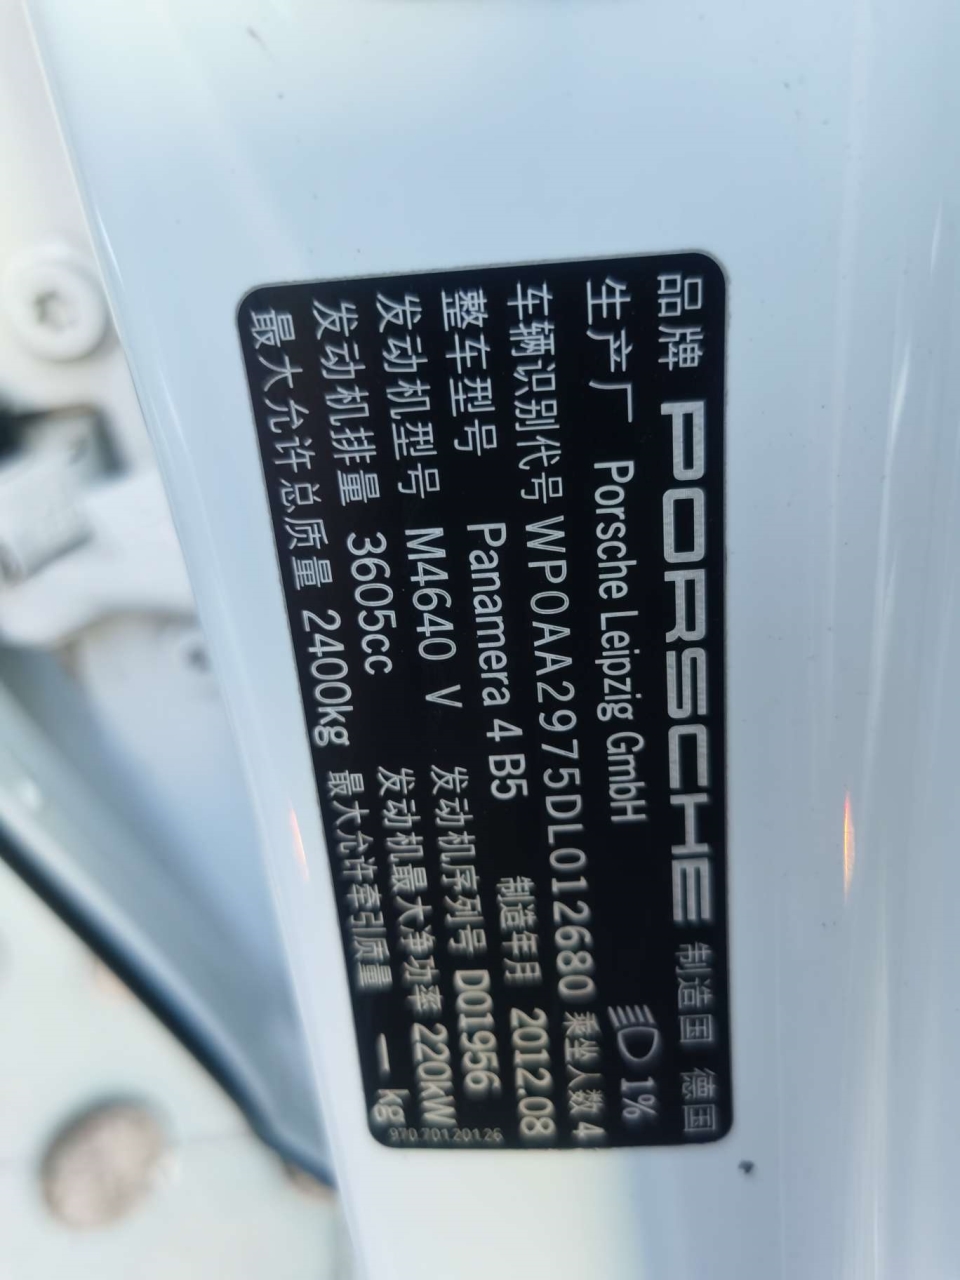 品牌 PORSCHE 制造国 德国
生产厂 Porsche Leipzig GmbH 1%
车辆识别代号 WP0AA2975DL012680 乘坐人数 4
整车型号 Panamera 4 B5 制造年月 2012.08
发动机型号 M4640 V 发动机序列号 D01956
发动机排量 3605cc 发动机最大净功率 220kW
最大允许总质量 2400kg 最大允许牵引质量 — kg
970.701.201.26